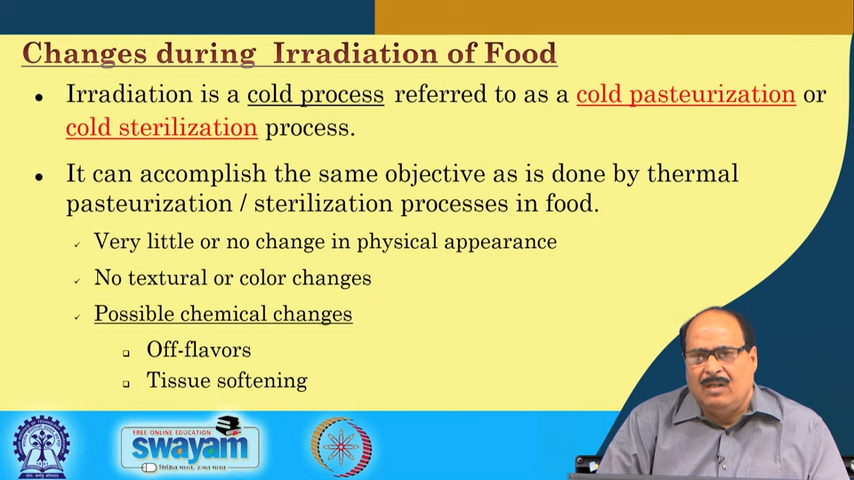 Changes during Irradiation of Food
• Irradiation is a cold process referred to as a cold pasteurization or
cold sterilization process.
• It can accomplish the same objective as is done by thermal
pasteurization / sterilization processes in food.
✓ Very little or no change in physical appearance
✓ No textural or color changes
✓ Possible chemical changes
❑ Off-flavors
❑ Tissue softening
FREE ONLINE EDUCATION
swayam